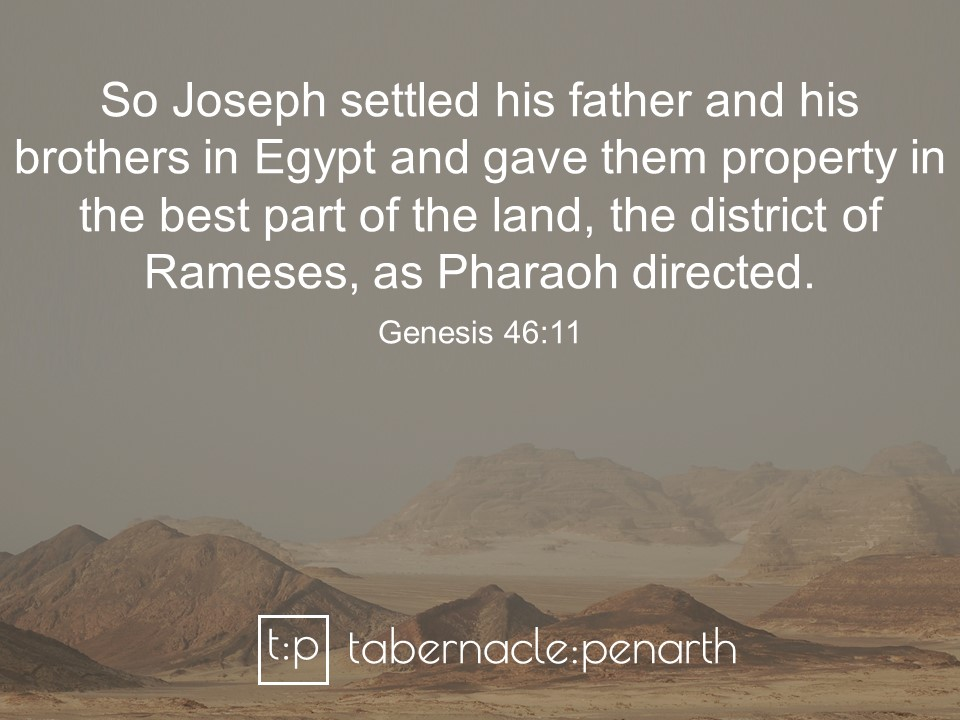 So Joseph settled his father and his
brothers in Egypt and gave them property in
the best part of the land, the district of
Rameses, as Pharaoh directed.
Genesis 46:11
t:p tabernacle:penarth